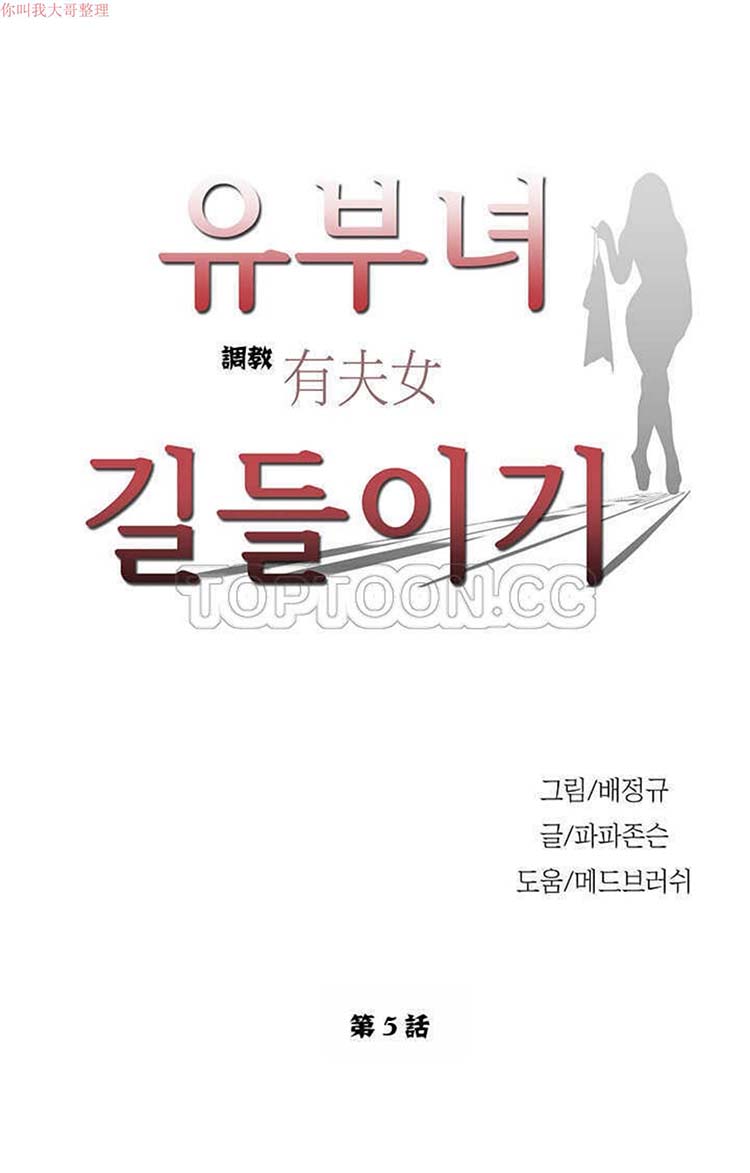 你叫我大哥整理
유부녀
調教 有夫女
길들이기
TOPTOON.CC
그림/배정규
글/파파존슨
도움/메드브러쉬
第 5 話